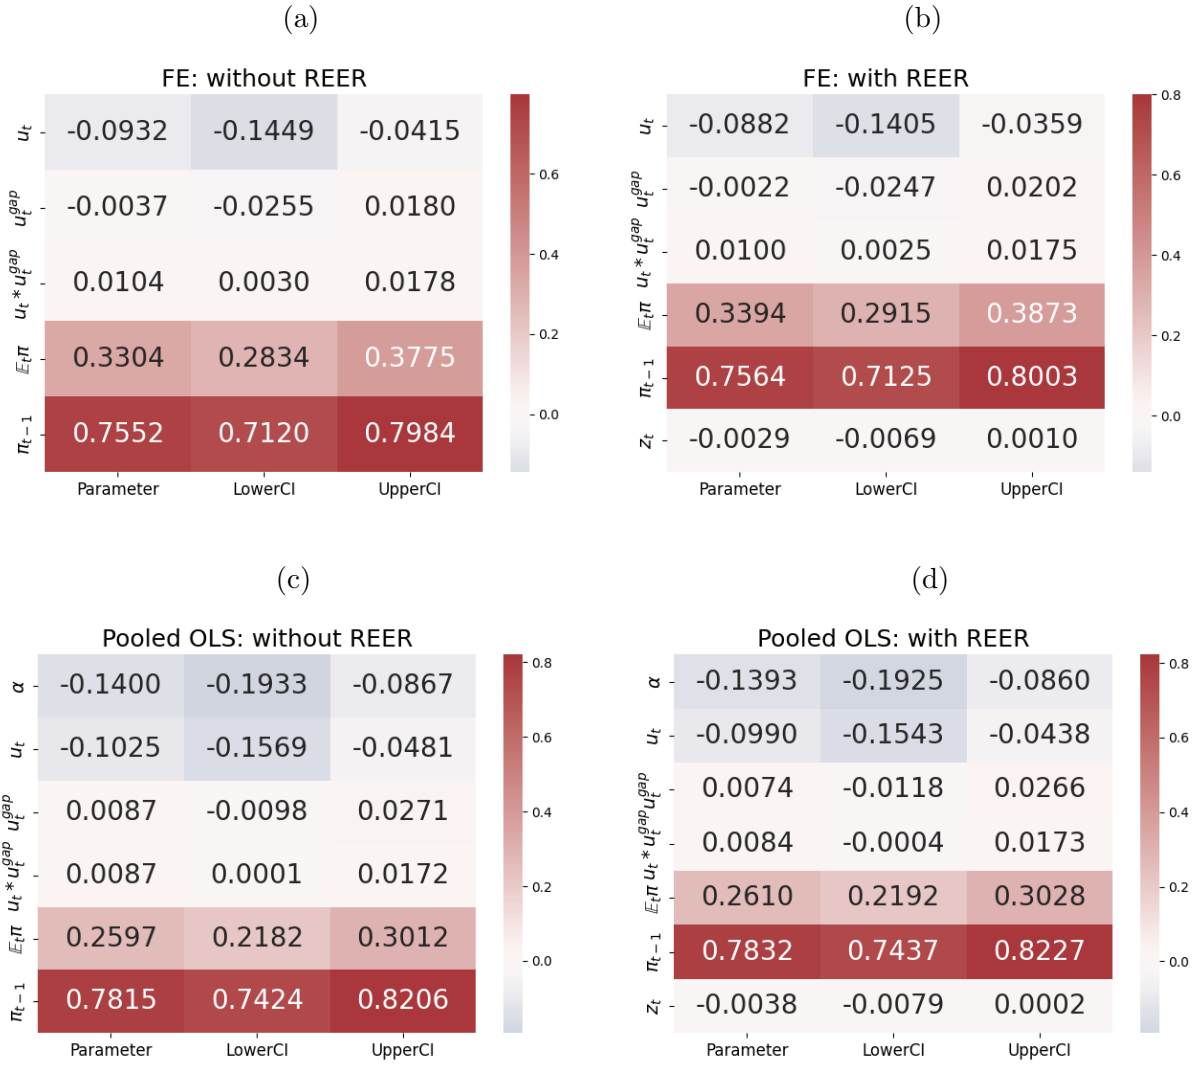 (a)
FE: without REER
u_t -0.0932 -0.1449 -0.0415
u_t^{gap} -0.0037 -0.0255 0.0180
u_t * u_t^{gap} 0.0104 0.0030 0.0178
𝔼_tπ 0.3304 0.2834 0.3775
π_{t-1} 0.7552 0.7120 0.7984
Parameter LowerCI UpperCI
0.6
0.4
0.2
0.0
(b)
FE: with REER
u_t -0.0882 -0.1405 -0.0359
u_t^{gap} -0.0022 -0.0247 0.0202
u_t * u_t^{gap} 0.0100 0.0025 0.0175
𝔼_tπ 0.3394 0.2915 0.3873
π_{t-1} 0.7564 0.7125 0.8003
z_t -0.0029 -0.0069 0.0010
Parameter LowerCI UpperCI
0.8
0.6
0.4
0.2
0.0
(c)
Pooled OLS: without REER
α -0.1400 -0.1933 -0.0867
u_t -0.1025 -0.1569 -0.0481
u_t^{gap} 0.0087 -0.0098 0.0271
u_t * u_t^{gap} 0.0087 0.0001 0.0172
𝔼_tπ 0.2597 0.2182 0.3012
π_{t-1} 0.7815 0.7424 0.8206
Parameter LowerCI UpperCI
0.8
0.6
0.4
0.2
0.0
(d)
Pooled OLS: with REER
α -0.1393 -0.1925 -0.0860
u_t -0.0990 -0.1543 -0.0438
u_t^{gap} 0.0074 -0.0118 0.0266
u_t * u_t^{gap} 0.0084 -0.0004 0.0173
𝔼_tπ 0.2610 0.2192 0.3028
π_{t-1} 0.7832 0.7437 0.8227
z_t -0.0038 -0.0079 0.0002
Parameter LowerCI UpperCI
0.8
0.6
0.4
0.2
0.0